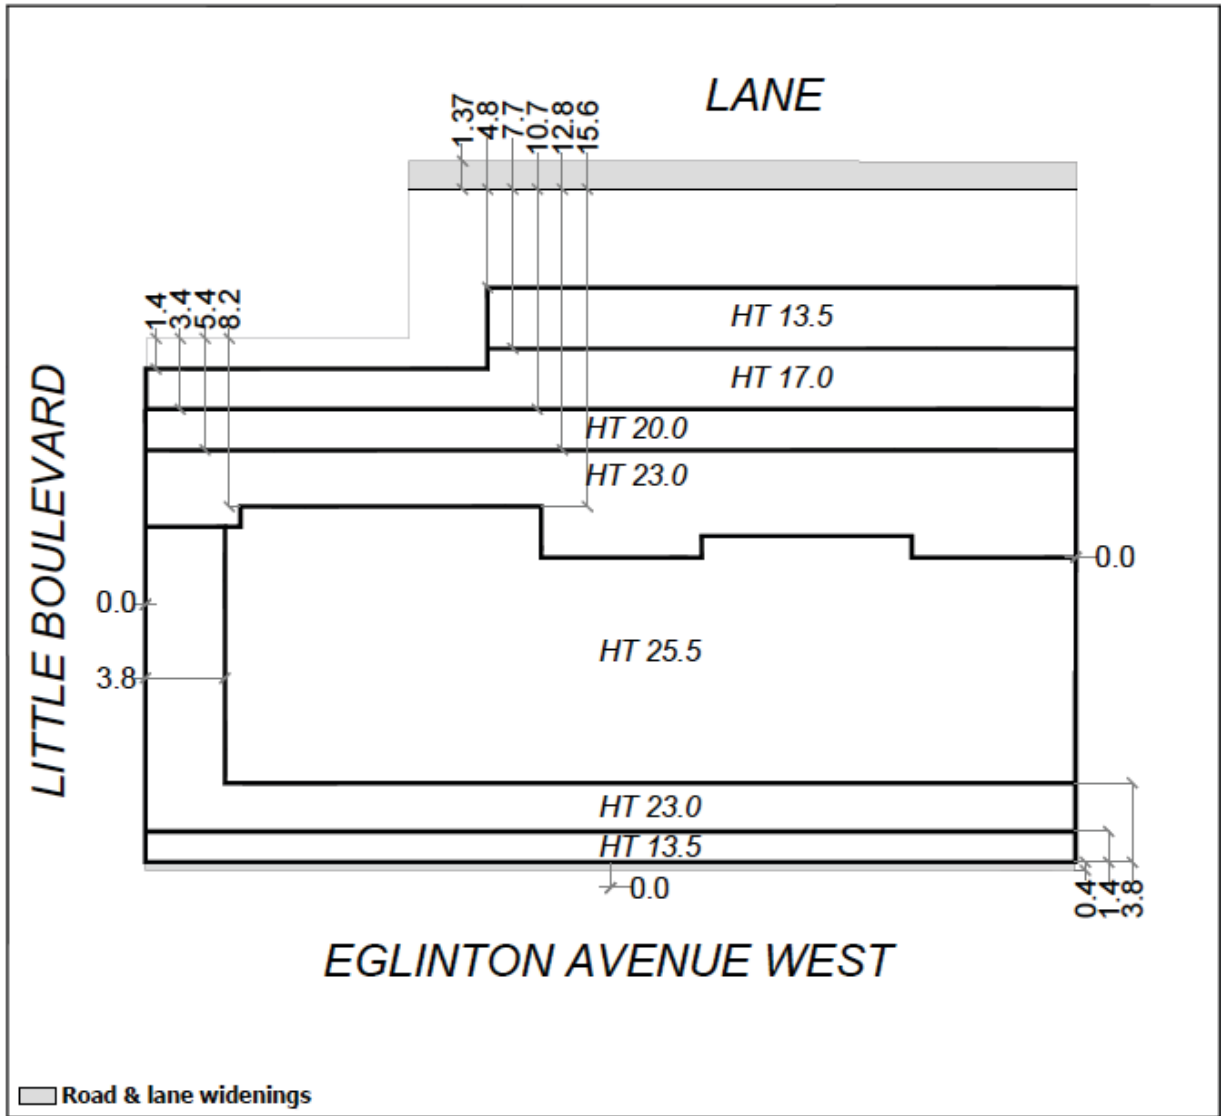 LANE
1.37
4.8
7.7
10.7
12.8
15.6
1.4
3.4
5.4
8.2
HT 13.5
HT 17.0
HT 20.0
HT 23.0
LITTLE BOULEVARD
0.0
0.0
3.8
HT 25.5
HT 23.0
HT 13.5
0.0
0.4
1.4
3.8
EGLINTON AVENUE WEST
Road & lane widenings